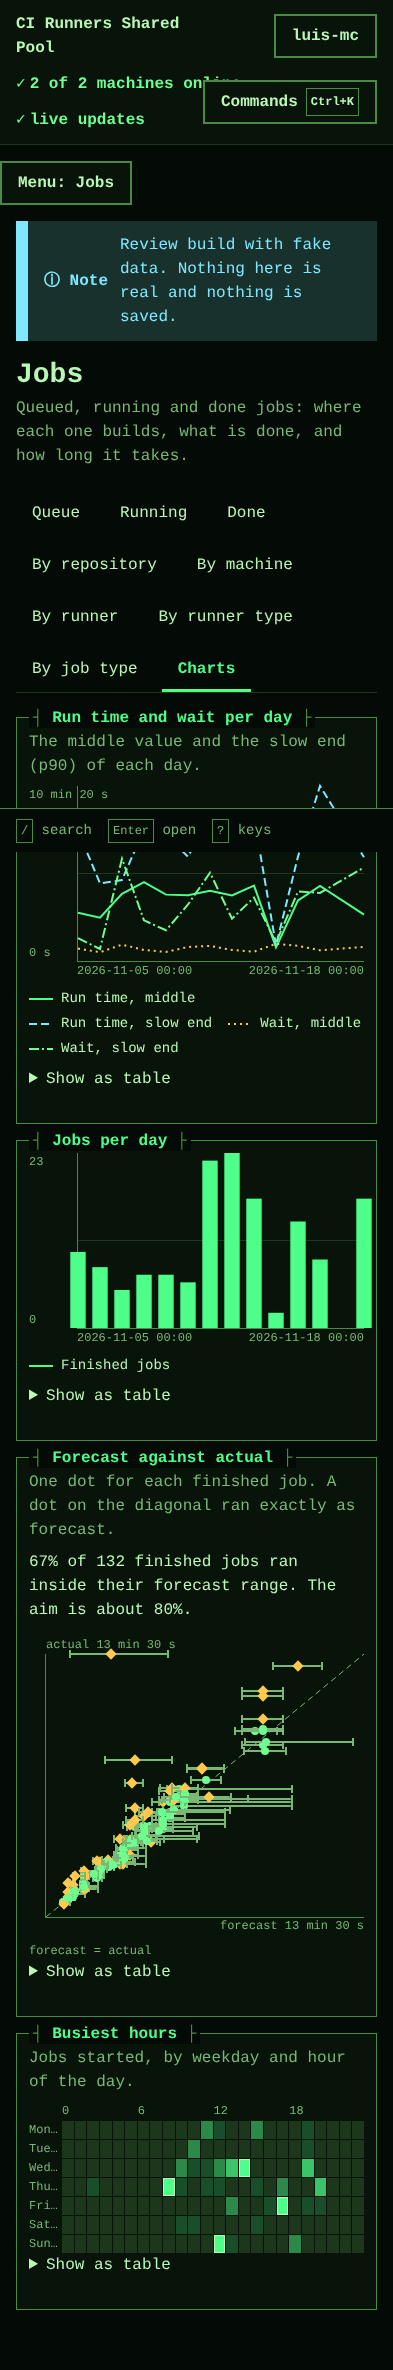 CI Runners Shared
Pool
luis-mc
✓ 2 of 2 machines
Commands Ctrl+K
✓ live updates
Menu: Jobs
ⓘ Note
Review build with fake
data. Nothing here is
real and nothing is
saved.
Jobs
Queued, running and done jobs: where
each one builds, what is done, and
how long it takes.
Queue Running Done
By repository By machine
By runner By runner type
By job type Charts
Run time and wait per day
The middle value and the slow end
(p90) of each day.
10 min 20 s
/ search Enter open ? keys
0 s
2026-11-05 00:00 2026-11-18 00:00
Run time, middle
Run time, slow end Wait, middle
Wait, slow end
▶ Show as table
Jobs per day
23
0
2026-11-05 00:00 2026-11-18 00:00
Finished jobs
▶ Show as table
Forecast against actual
One dot for each finished job. A
dot on the diagonal ran exactly as
forecast.
67% of 132 finished jobs ran
inside their forecast range. The
aim is about 80%.
actual 13 min 30 s
forecast 13 min 30 s
forecast = actual
▶ Show as table
Busiest hours
Jobs started, by weekday and hour
of the day.
0 6 12 18
Mon…
Tue…
Wed…
Thu…
Fri…
Sat…
Sun…
▶ Show as table